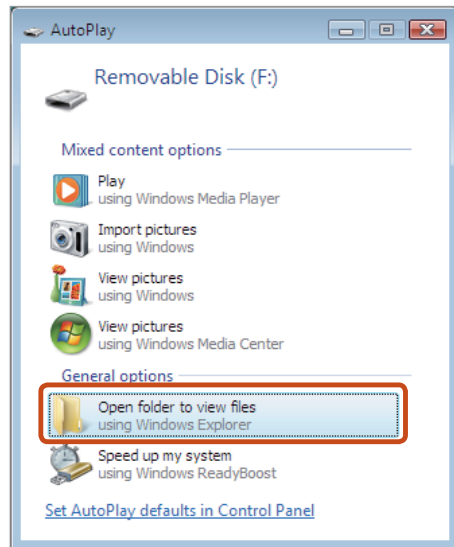 AutoPlay
Removable Disk (F:)
Mixed content options
Play
using Windows Media Player
Import pictures
using Windows
View pictures
using Windows
View pictures
using Windows Media Center
General options
Open folder to view files
using Windows Explorer
Speed up my system
using Windows ReadyBoost
Set AutoPlay defaults in Control Panel